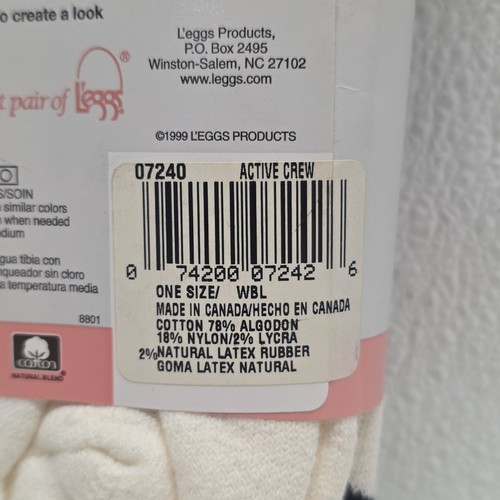 o create a look
L'eggs Products,
P.O. Box 2495
Winston-Salem, NC 27102
www.leggs.com
t pair of L'eggs®
©1999 L'EGGS PRODUCTS
S/SOIN
similar colors
when needed
dium
gua tibia con
nqueador sin cloro
a temperatura media
8801
cotton
NATURAL BLEND
07240 ACTIVE CREW
0 74200 07242 6
ONE SIZE/ WBL
MADE IN CANADA/HECHO EN CANADA
COTTON 78% ALGODON
18% NYLON/2% LYCRA
2%NATURAL LATEX RUBBER
GOMA LATEX NATURAL